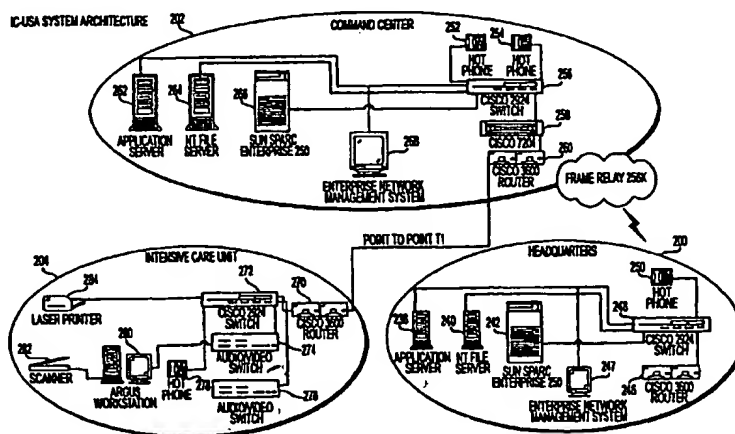 IC-USA SYSTEM ARCHITECTURE
202
COMMAND CENTER
252
254
HOT PHONE
HOT PHONE
256
CISCO 2924 SWITCH
262
264
266
258
CISCO 7204
APPLICATION SERVER
NT FILE SERVER
SUN SPARC ENTERPRISE 250
268
260
CISCO 3600 ROUTER
ENTERPRISE NETWORK MANAGEMENT SYSTEM
FRAME RELAY 256K
POINT TO POINT T1
204
INTENSIVE CARE UNIT
284
LASER PRINTER
272
CISCO 2924 SWITCH
270
CISCO 3600 ROUTER
282
SCANNER
280
ARGUS WORKSTATION
HOT PHONE
278
274
AUDIO/VIDEO SWITCH
276
AUDIO/VIDEO SWITCH
200
HEADQUARTERS
250
HOT PHONE
238
240
242
243
CISCO 2924 SWITCH
APPLICATION SERVER
NT FILE SERVER
SUN SPARC ENTERPRISE 250
247
246
CISCO 3600 ROUTER
ENTERPRISE NETWORK MANAGEMENT SYSTEM